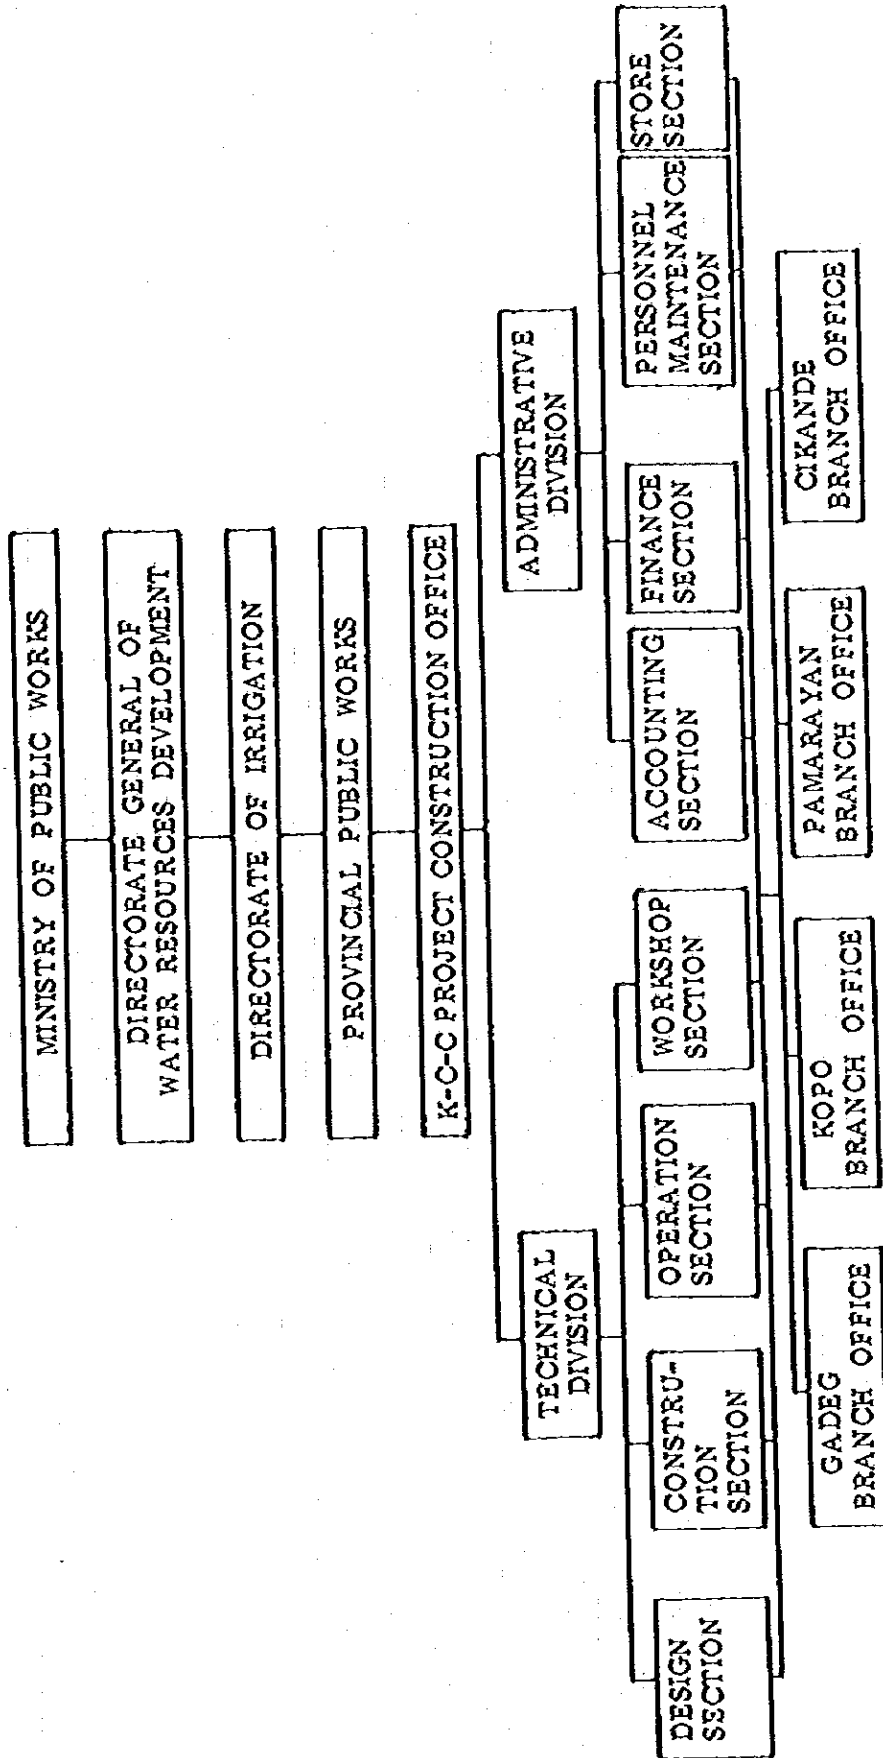 MINISTRY OF PUBLIC WORKS
DIRECTORATE GENERAL OF
WATER RESOURCES DEVELOPMENT
DIRECTORATE OF IRRIGATION
PROVINCIAL PUBLIC WORKS
K-C-C PROJECT CONSTRUCTION OFFICE
TECHNICAL
DIVISION
ADMINISTRATIVE
DIVISION
DESIGN
SECTION
CONSTRU-
TION
SECTION
OPERATION
SECTION
WORKSHOP
SECTION
ACCOUNTING
SECTION
FINANCE
SECTION
PERSONNEL
MAINTENANCE
SECTION
STORE
SECTION
GADEG
BRANCH OFFICE
KOPO
BRANCH OFFICE
PAMARAYAN
BRANCH OFFICE
CIKANDE
BRANCH OFFICE